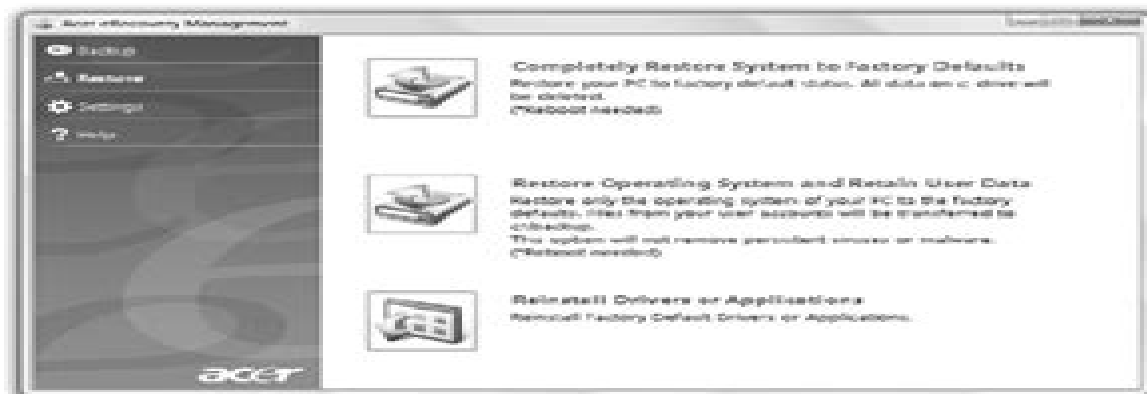 Acer eRecovery Management
Backup
Restore
Settings
Help
Completely Restore System to Factory Defaults
Restore your PC to factory default status. All data on c: drive will
be deleted.
(*Reboot needed)
Restore Operating System and Retain User Data
Restore only the operating system of your PC to the factory
defaults. Files from your user accounts will be transferred to
c:\backup.
This option will not remove persistent viruses or malware.
(*Reboot needed)
Reinstall Drivers or Applications
Reinstall Factory Default Drivers or Applications.
acer